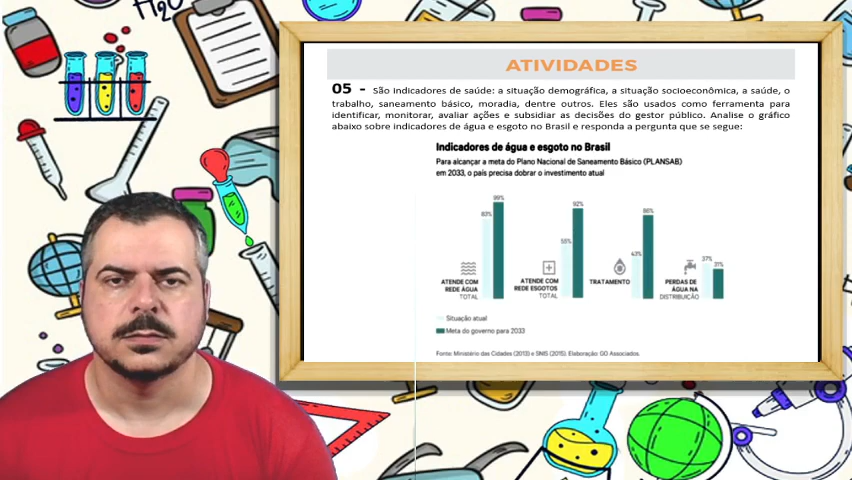 H₂O
ATIVIDADES
05 - São indicadores de saúde: a situação demográfica, a situação socioeconômica, a saúde, o
trabalho, saneamento básico, moradia, dentre outros. Eles são usados como ferramenta para
identificar, monitorar, avaliar ações e subsidiar as decisões do gestor público. Analise o gráfico
abaixo sobre indicadores de água e esgoto no Brasil e responda a pergunta que se segue:
Indicadores de água e esgoto no Brasil
Para alcançar a meta do Plano Nacional de Saneamento Básico (PLANSAB)
em 2033, o país precisa dobrar o investimento atual
83% 99%
55% 92%
43% 86%
37% 31%
ATENDE COM
REDE ÁGUA
TOTAL
ATENDE COM
REDE ESGOTOS
TOTAL
TRATAMENTO
PERDAS DE
ÁGUA NA
DISTRIBUIÇÃO
Situação atual
Meta do governo para 2033
Fonte: Ministério das Cidades (2013) e SNIS (2015). Elaboração: GO Associados.